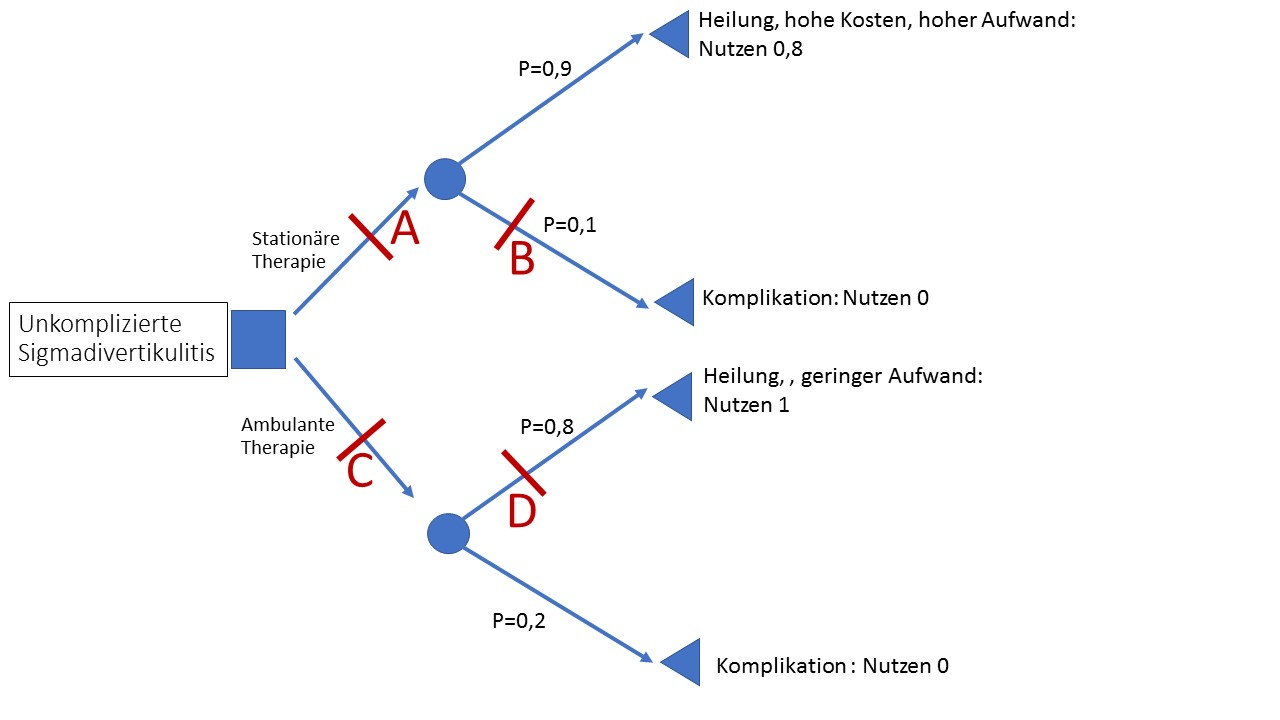 Heilung, hohe Kosten, hoher Aufwand:
Nutzen 0,8
P=0,9
Stationäre
Therapie
A
P=0,1
B
Komplikation: Nutzen 0
Unkomplizierte
Sigmadivertikulitis
Heilung, , geringer Aufwand:
Nutzen 1
Ambulante
Therapie
P=0,8
C
D
P=0,2
Komplikation : Nutzen 0